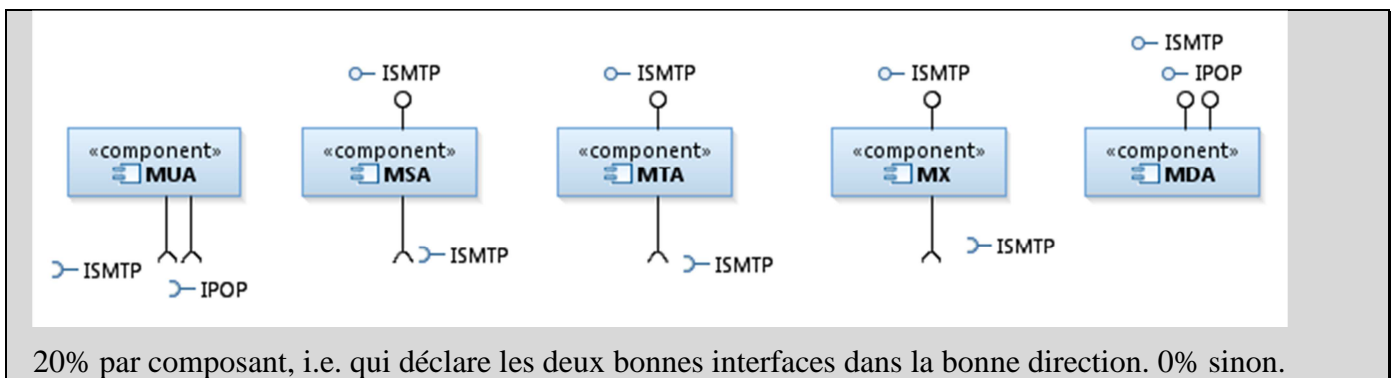 ISMTP
ISMTP ISMTP ISMTP IPOP
«component» «component» «component» «component» «component»
MUA MSA MTA MX MDA
ISMTP ISMTP ISMTP ISMTP
IPOP
20% par composant, i.e. qui déclare les deux bonnes interfaces dans la bonne direction. 0% sinon.